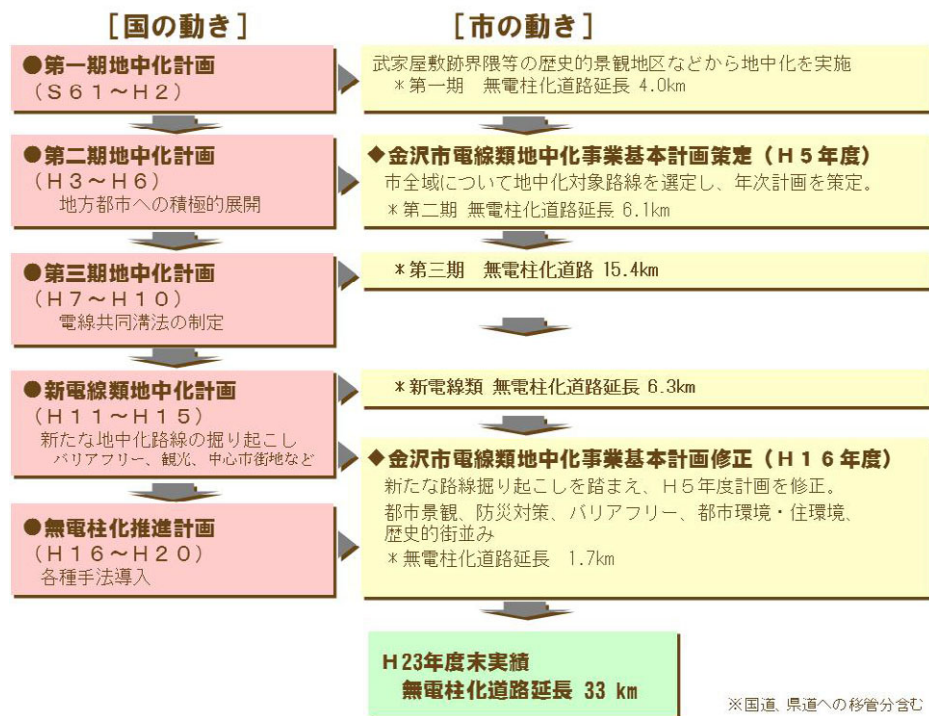 ［国の動き］
［市の動き］
●第一期地中化計画
（Ｓ６１～Ｈ２）
武家屋敷跡界隈等の歴史的景観地区などから地中化を実施
＊第一期　無電柱化道路延長 4.0km
●第二期地中化計画
（Ｈ３～Ｈ６）
地方都市への積極的展開
◆金沢市電線類地中化事業基本計画策定（Ｈ５年度）
市全域について地中化対象路線を選定し、年次計画を策定。
＊第二期 無電柱化道路延長 6.1km
●第三期地中化計画
（Ｈ７～Ｈ１０）
電線共同溝法の制定
＊第三期　無電柱化道路 15.4km
●新電線類地中化計画
（Ｈ１１～Ｈ１５）
新たな地中化路線の掘り起こし
バリアフリー、観光、中心市街地など
＊新電線類 無電柱化道路延長 6.3km
◆金沢市電線類地中化事業基本計画修正（Ｈ１６年度）
新たな路線掘り起こしを踏まえ、Ｈ５年度計画を修正。
都市景観、防災対策、バリアフリー、都市環境・住環境、
歴史的街並み
＊無電柱化道路延長　1.7km
●無電柱化推進計画
（Ｈ１６～Ｈ２０）
各種手法導入
Ｈ23年度末実績
無電柱化道路延長 33 km
※国道、県道への移管分含む